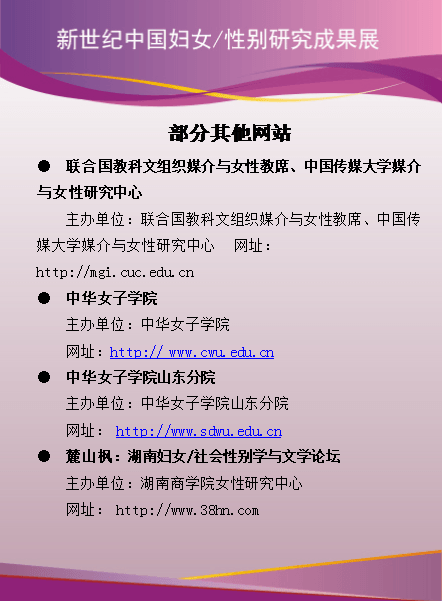 新世纪中国妇女/性别研究成果展
部分其他网站
● 联合国教科文组织媒介与女性教席、中国传媒大学媒介
与女性研究中心
主办单位：联合国教科文组织媒介与女性教席、中国传
媒大学媒介与女性研究中心 网址：
http://mgi.cuc.edu.cn
● 中华女子学院
主办单位：中华女子学院
网址：http:// www.cwu.edu.cn
● 中华女子学院山东分院
主办单位：中华女子学院山东分院
网址： http://www.sdwu.edu.cn
● 麓山枫：湖南妇女/社会性别学与文学论坛
主办单位：湖南商学院女性研究中心
网址： http://www.38hn.com